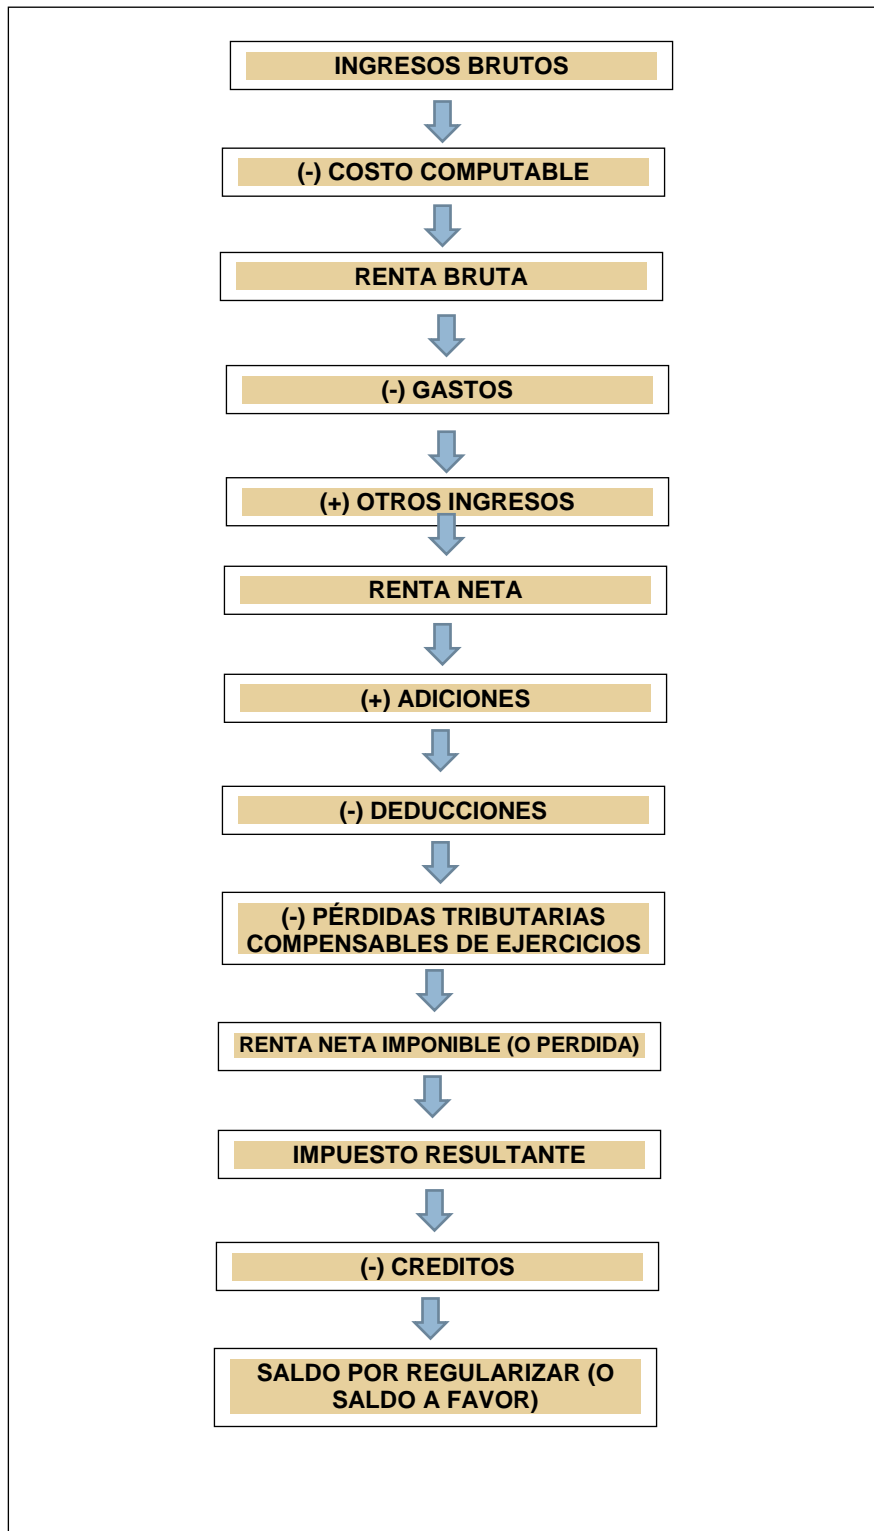 INGRESOS BRUTOS
(-) COSTO COMPUTABLE
RENTA BRUTA
(-) GASTOS
(+) OTROS INGRESOS
RENTA NETA
(+) ADICIONES
(-) DEDUCCIONES
(-) PÉRDIDAS TRIBUTARIAS
COMPENSABLES DE EJERCICIOS
RENTA NETA IMPONIBLE (O PERDIDA)
IMPUESTO RESULTANTE
(-) CREDITOS
SALDO POR REGULARIZAR (O
SALDO A FAVOR)